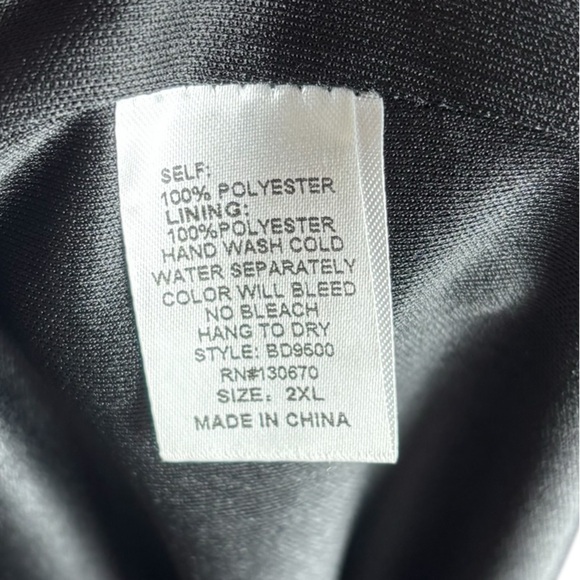 SELF:
100% POLYESTER
LINING:
100%POLYESTER
HAND WASH COLD
WATER SEPARATELY
COLOR WILL BLEED
NO BLEACH
HANG TO DRY
STYLE: BD9500
RN#130670
SIZE: 2XL
MADE IN CHINA